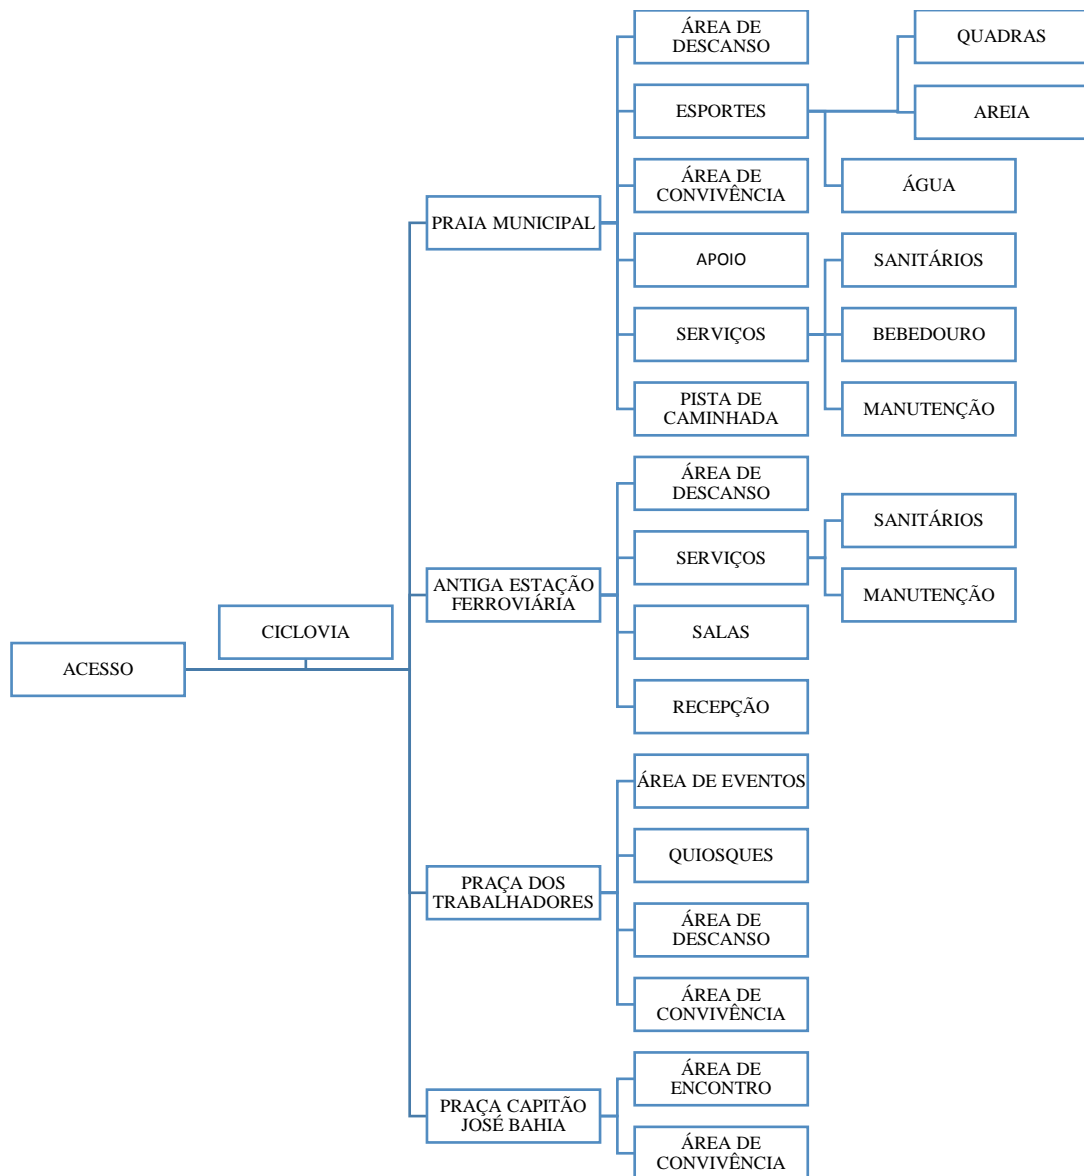 ÁREA DE
DESCANSO
QUADRAS
ESPORTES
AREIA
ÁREA DE
CONVIVÊNCIA
ÁGUA
PRAIA MUNICIPAL
APOIO
SANITÁRIOS
SERVIÇOS
BEBEDOURO
PISTA DE
CAMINHADA
MANUTENÇÃO
ÁREA DE
DESCANSO
SANITÁRIOS
SERVIÇOS
ANTIGA ESTAÇÃO
FERROVIÁRIA
MANUTENÇÃO
CICLOVIA
SALAS
ACESSO
RECEPÇÃO
ÁREA DE EVENTOS
QUIOSQUES
PRAÇA DOS
TRABALHADORES
ÁREA DE
DESCANSO
ÁREA DE
CONVIVÊNCIA
ÁREA DE
ENCONTRO
PRAÇA CAPITÃO
JOSÉ BAHIA
ÁREA DE
CONVIVÊNCIA